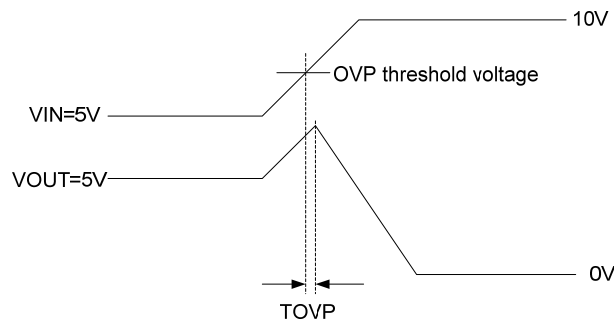 10V
OVP threshold voltage
VIN=5V
VOUT=5V
0V
TOVP